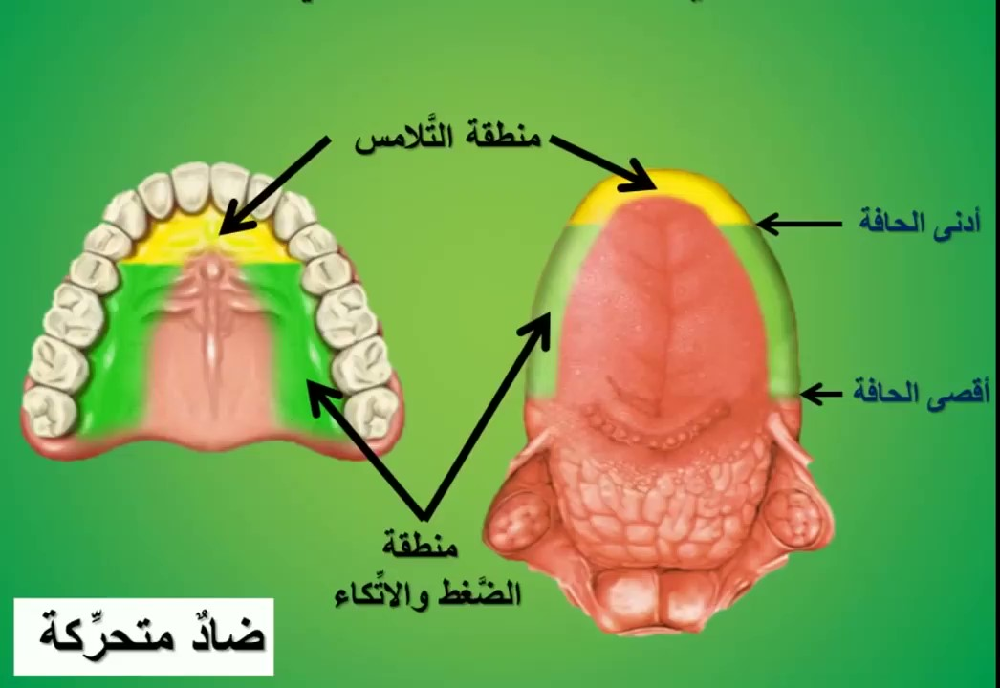 منطقة التَّلامس
أدنى الحافة
أقصى الحافة
منطقة
الضَّغط والاتِّكاء
ضادٌ متحرِّكة